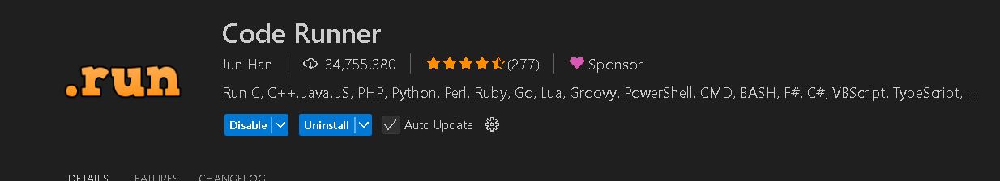 Code Runner
.run
Jun Han 34,755,380 (277) Sponsor
Run C, C++, Java, JS, PHP, Python, Perl, Ruby, Go, Lua, Groovy, PowerShell, CMD, BASH, F#, C#, VBScript, TypeScript, ...
Disable Uninstall Auto Update
DETAILS FEATURES CHANGELOG